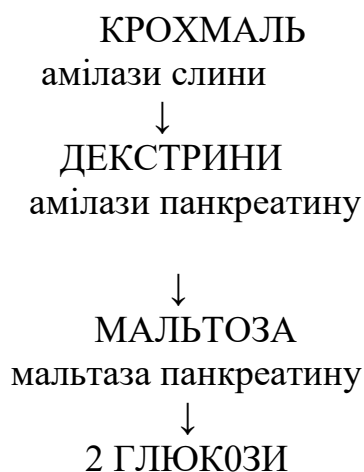 КРОХМАЛЬ
амілази слини
↓
ДЕКСТРИНИ
амілази панкреатину
↓
МАЛЬТОЗА
мальтаза панкреатину
↓
2 ГЛЮК0ЗИ